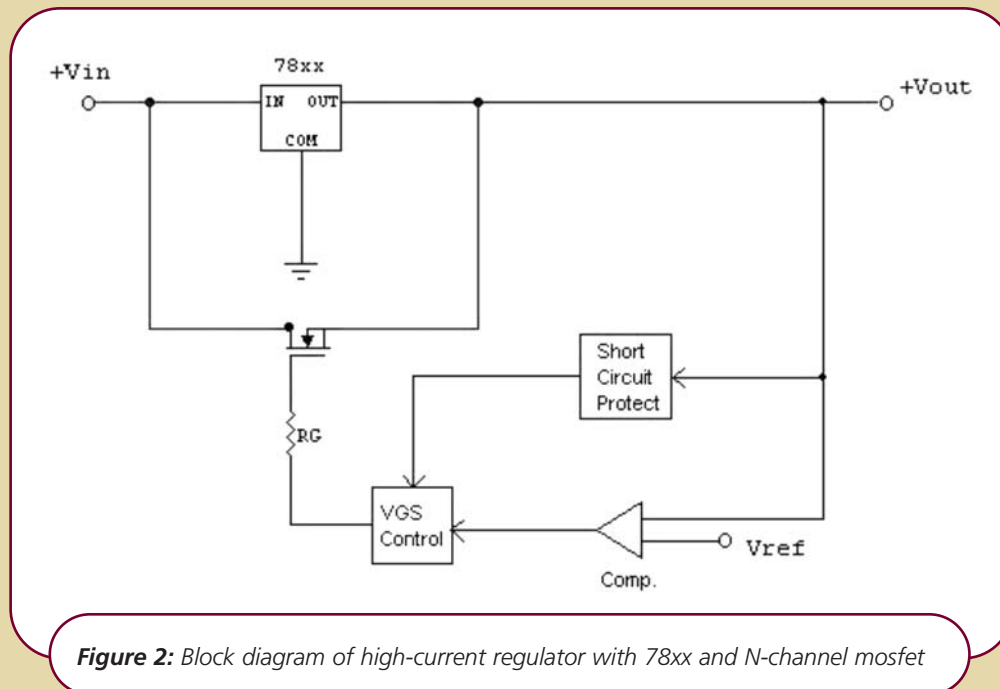 78xx
+Vin
+Vout
IN OUT
COM
Short
Circuit
Protect
RG
VGS
Control
Vref
Comp.
Figure 2: Block diagram of high-current regulator with 78xx and N-channel mosfet